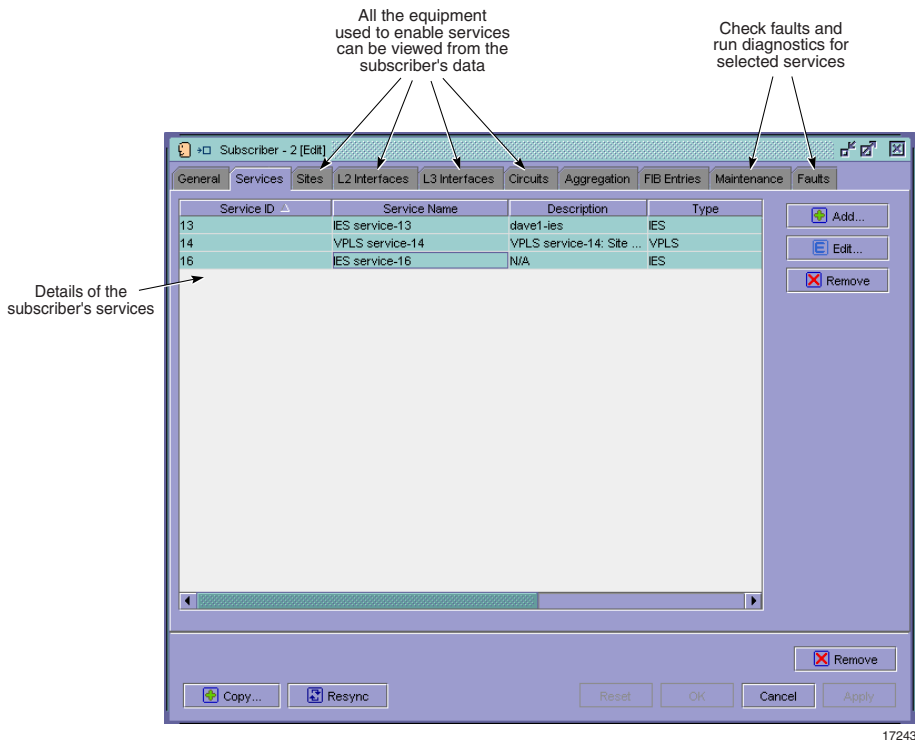 All the equipment
used to enable services
can be viewed from the
subscriber's data
Check faults and
run diagnostics for
selected services
Subscriber - 2 [Edit]
General Services Sites L2 Interfaces L3 Interfaces Circuits Aggregation FIB Entries Maintenance Faults
Service ID Service Name Description Type
13 IES service-13 dave1-ies IES
14 VPLS service-14 VPLS service-14: Site ... VPLS
16 IES service-16 N/A IES
Add...
Edit...
Remove
Details of the
subscriber's services
Remove
Copy... Resync Reset OK Cancel Apply
17243